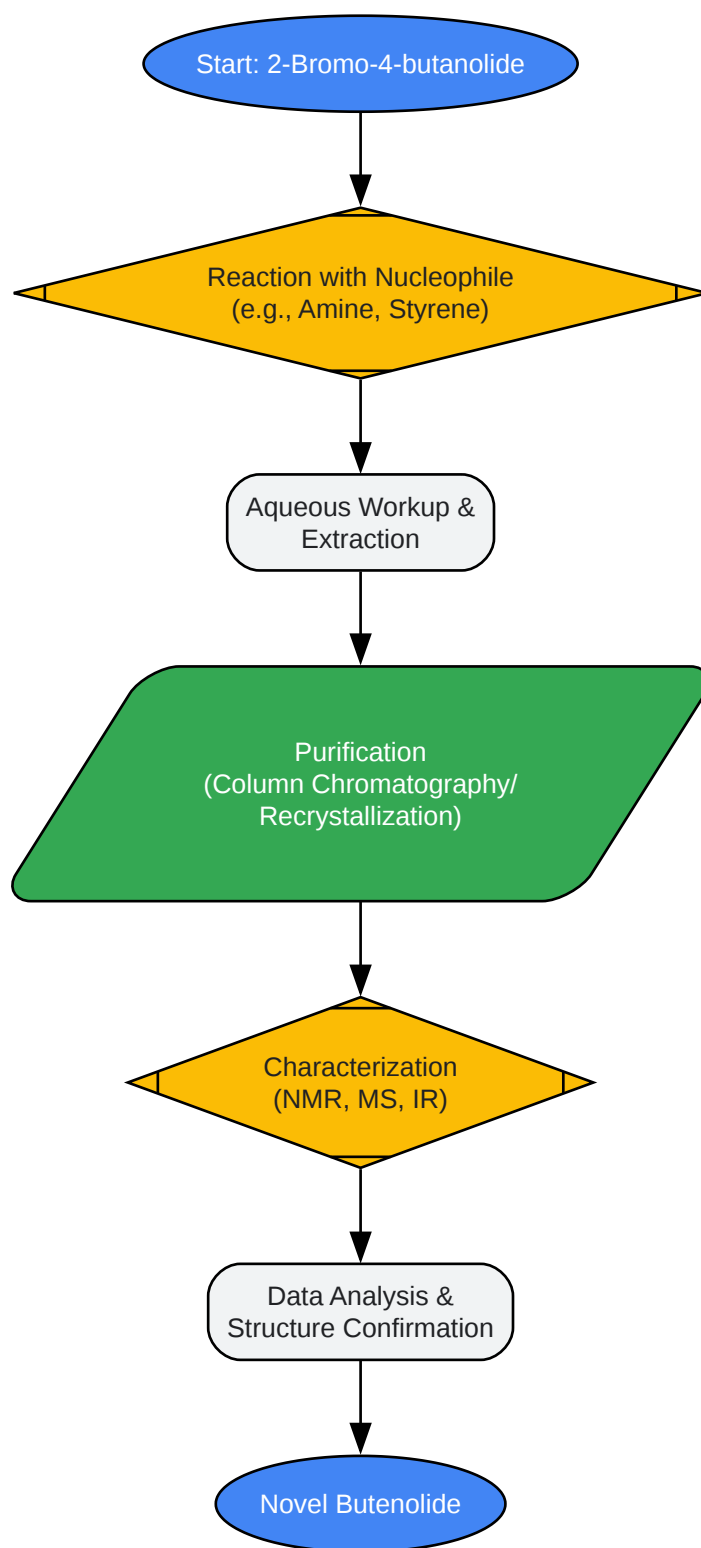 Start: 2-Bromo-4-butanolide
Reaction with Nucleophile
(e.g., Amine, Styrene)
Aqueous Workup &
Extraction
Purification
(Column Chromatography/
Recrystallization)
Characterization
(NMR, MS, IR)
Data Analysis &
Structure Confirmation
Novel Butenolide